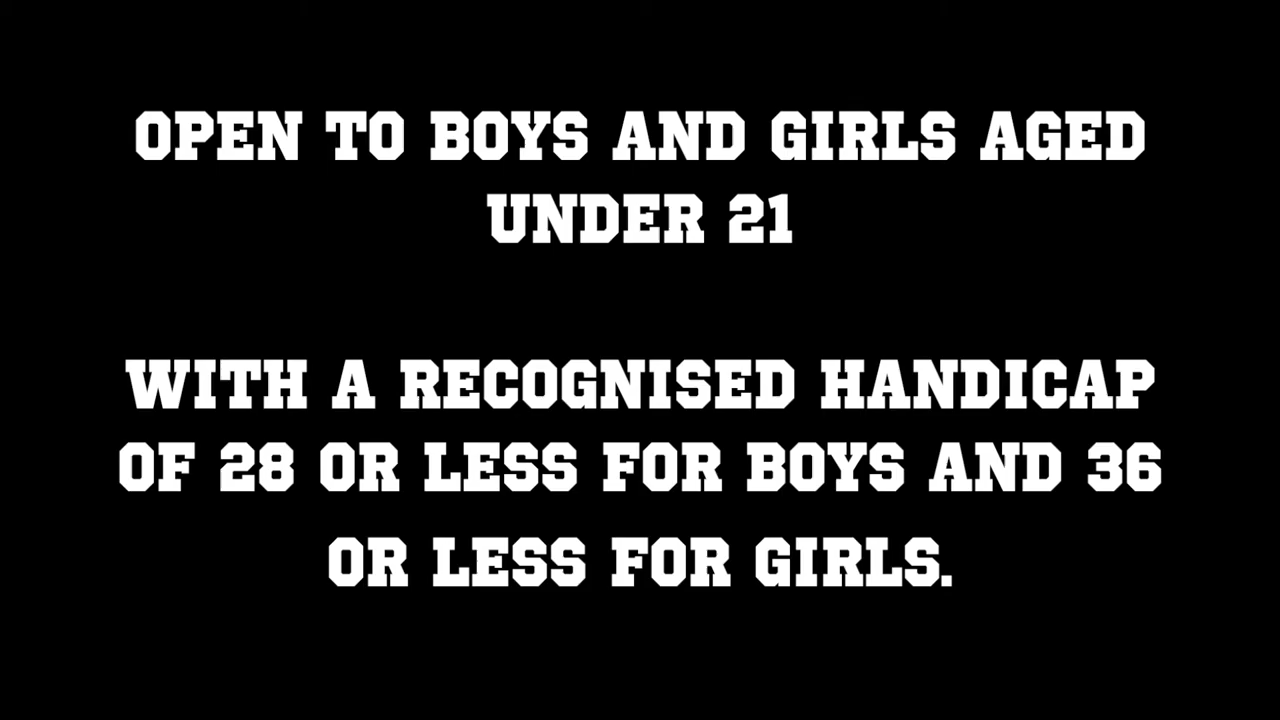 OPEN TO BOYS AND GIRLS AGED
UNDER 21
WITH A RECOGNISED HANDICAP
OF 28 OR LESS FOR BOYS AND 36
OR LESS FOR GIRLS.